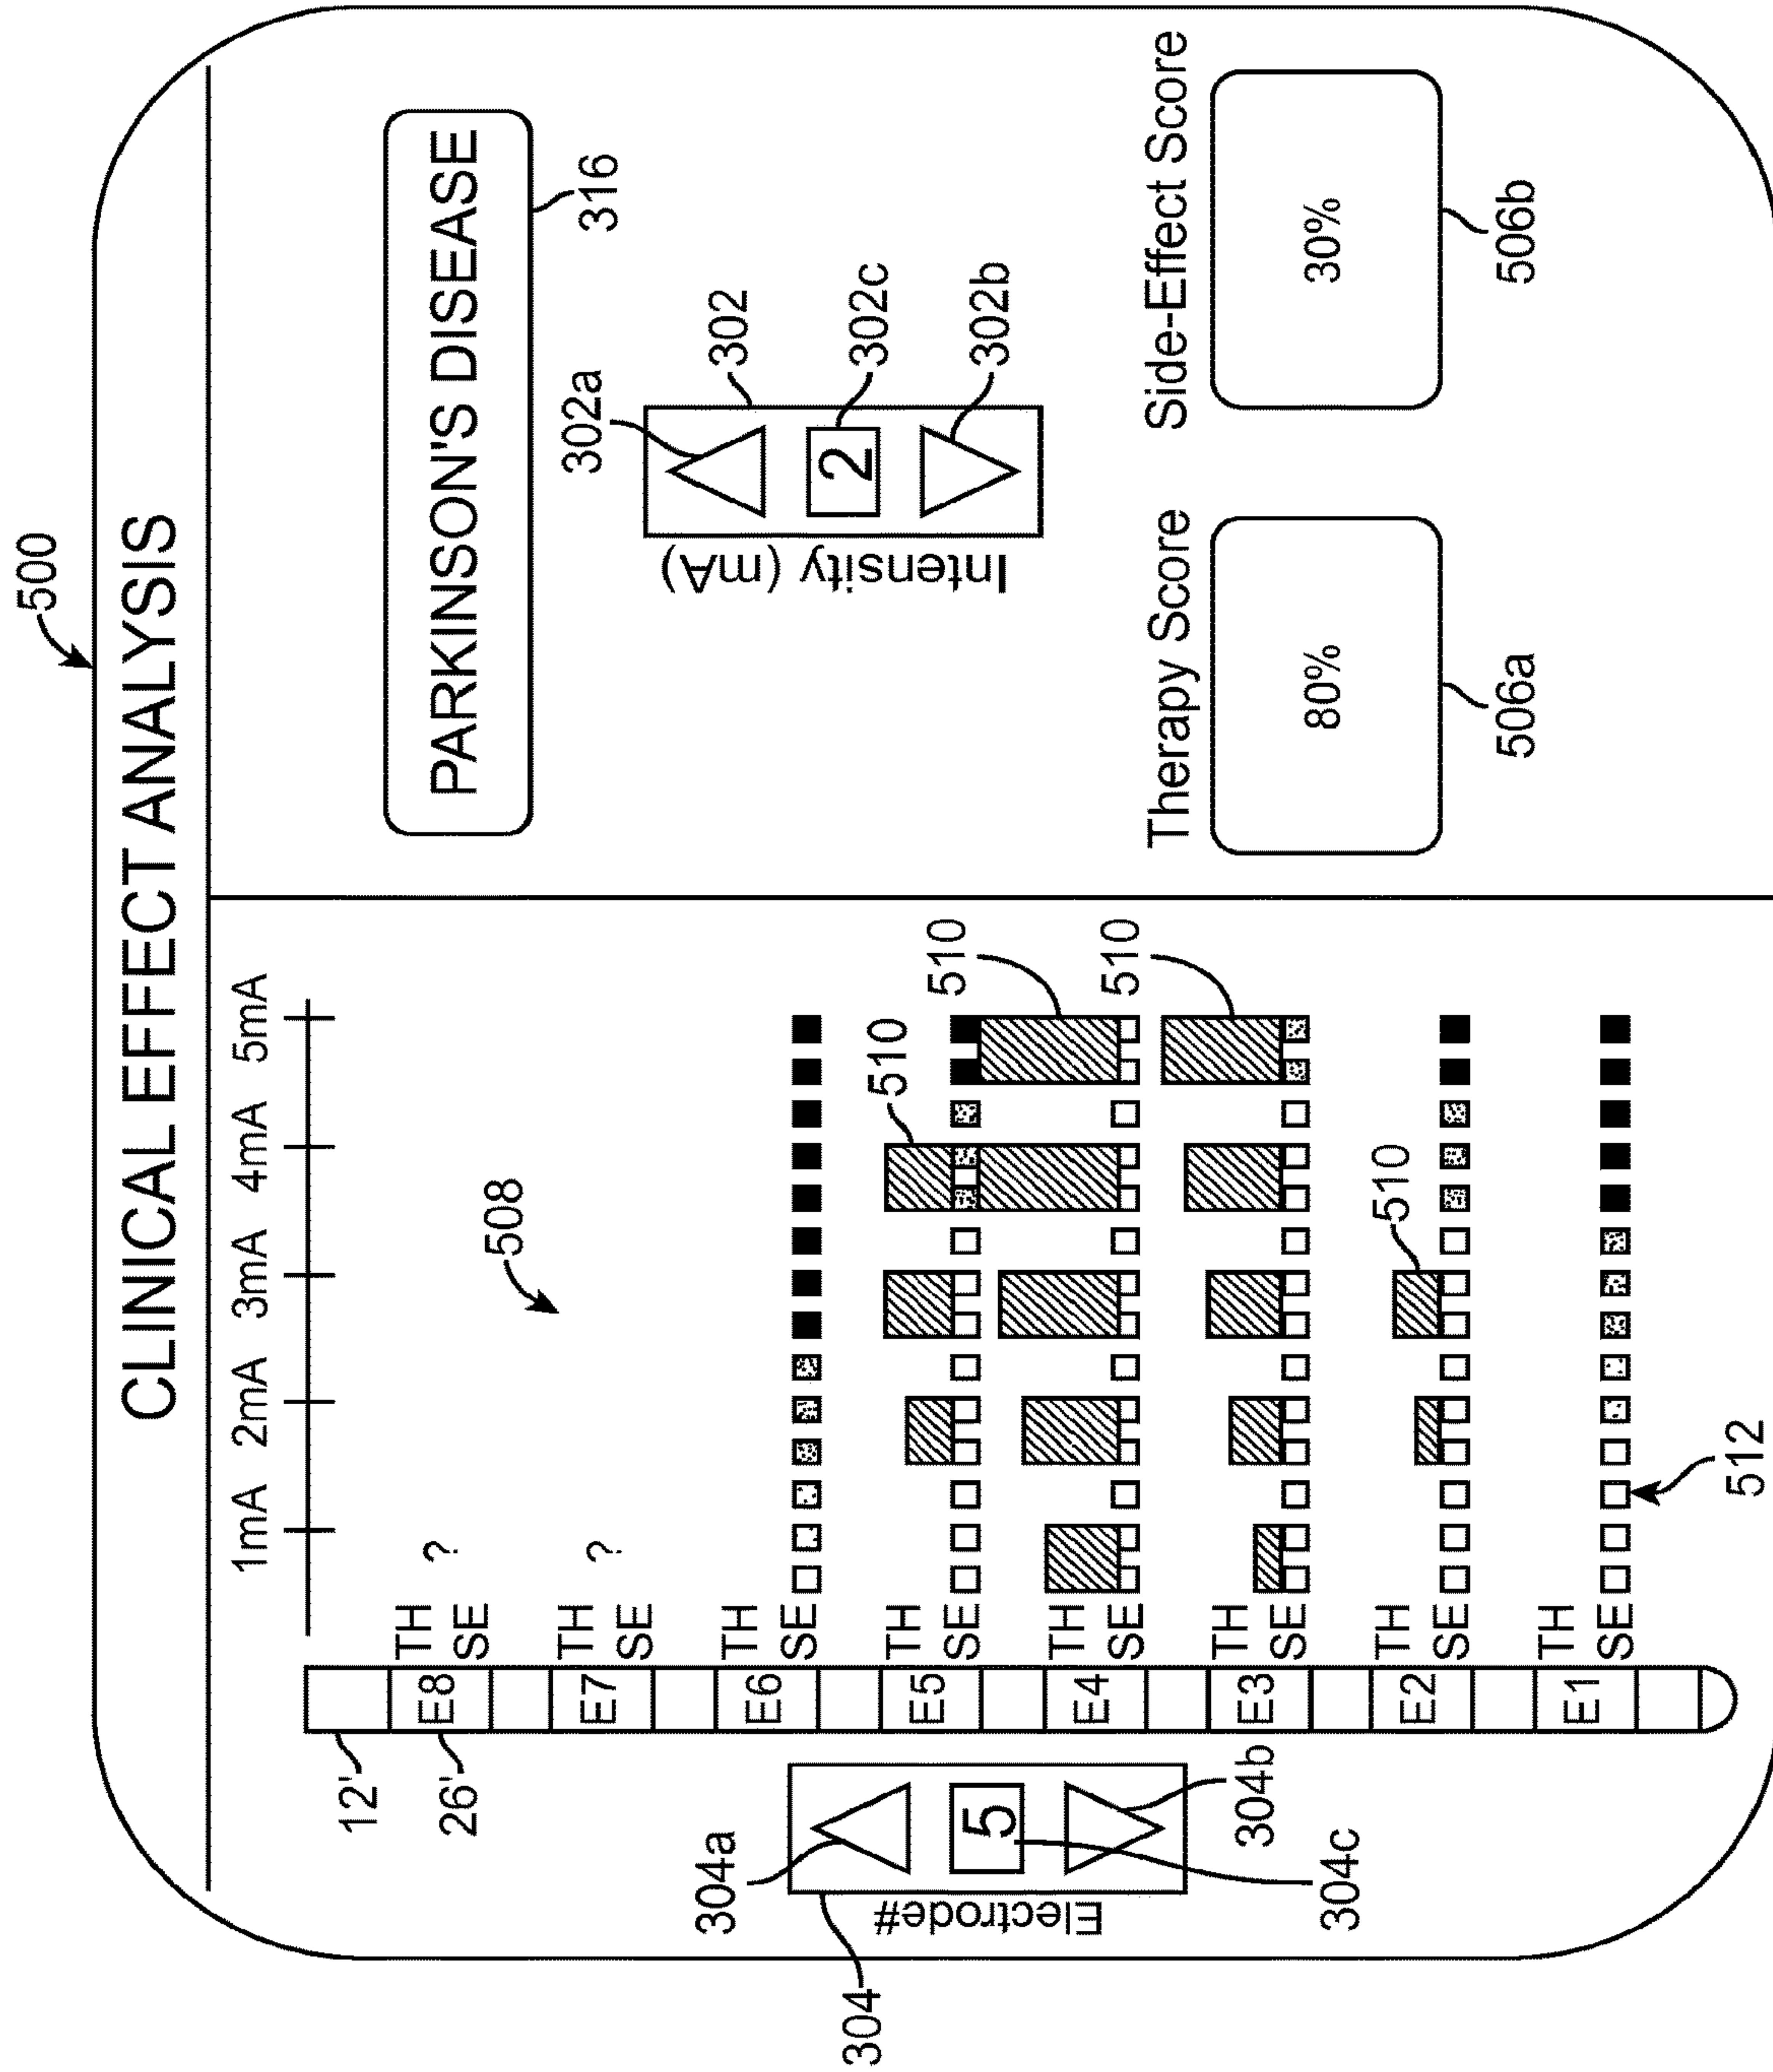 500
CLINICAL EFFECT ANALYSIS
1mA 2mA 3mA 4mA 5mA
12'
26'
E8 TH ?
SE
E7 TH ?
SE
E6 TH
SE
E5 TH
SE
E4 TH
SE
E3 TH
SE
E2 TH
SE
E1 TH
SE
508
510
510
510
510
512
304
304a
Electrode#
5
304b
304c
PARKINSON'S DISEASE
316
302a
302
Intensity (mA)
2
302c
302b
Therapy Score
80%
506a
Side-Effect Score
30%
506b